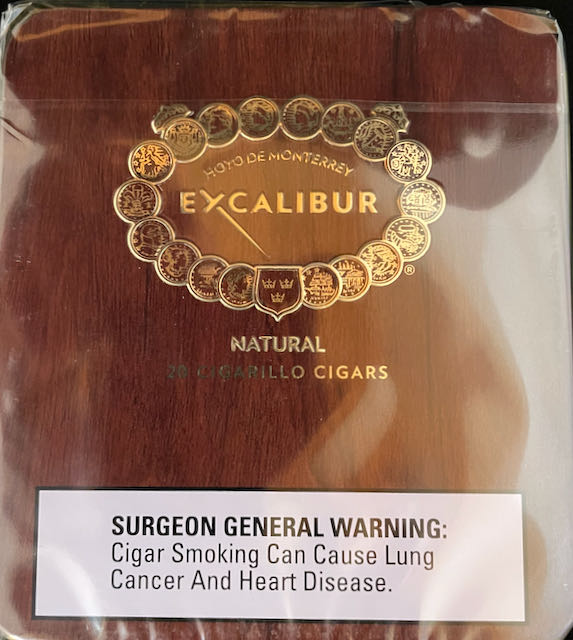 HOYO DE MONTERREY
EXCALIBUR
®
NATURAL
20 CIGARILLO CIGARS
SURGEON GENERAL WARNING:
Cigar Smoking Can Cause Lung
Cancer And Heart Disease.